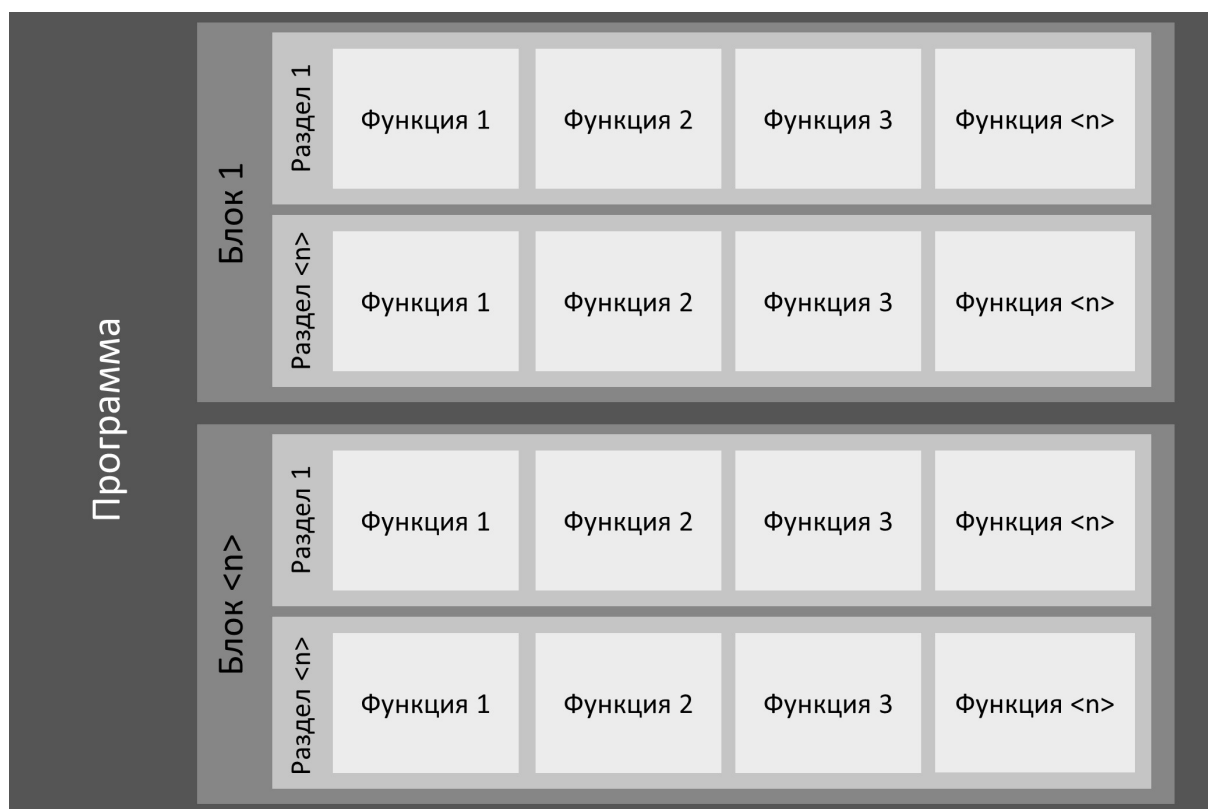 Программа
Блок 1
Раздел 1
Функция 1
Функция 2
Функция 3
Функция <n>
Раздел <n>
Функция 1
Функция 2
Функция 3
Функция <n>
Блок <n>
Раздел 1
Функция 1
Функция 2
Функция 3
Функция <n>
Раздел <n>
Функция 1
Функция 2
Функция 3
Функция <n>